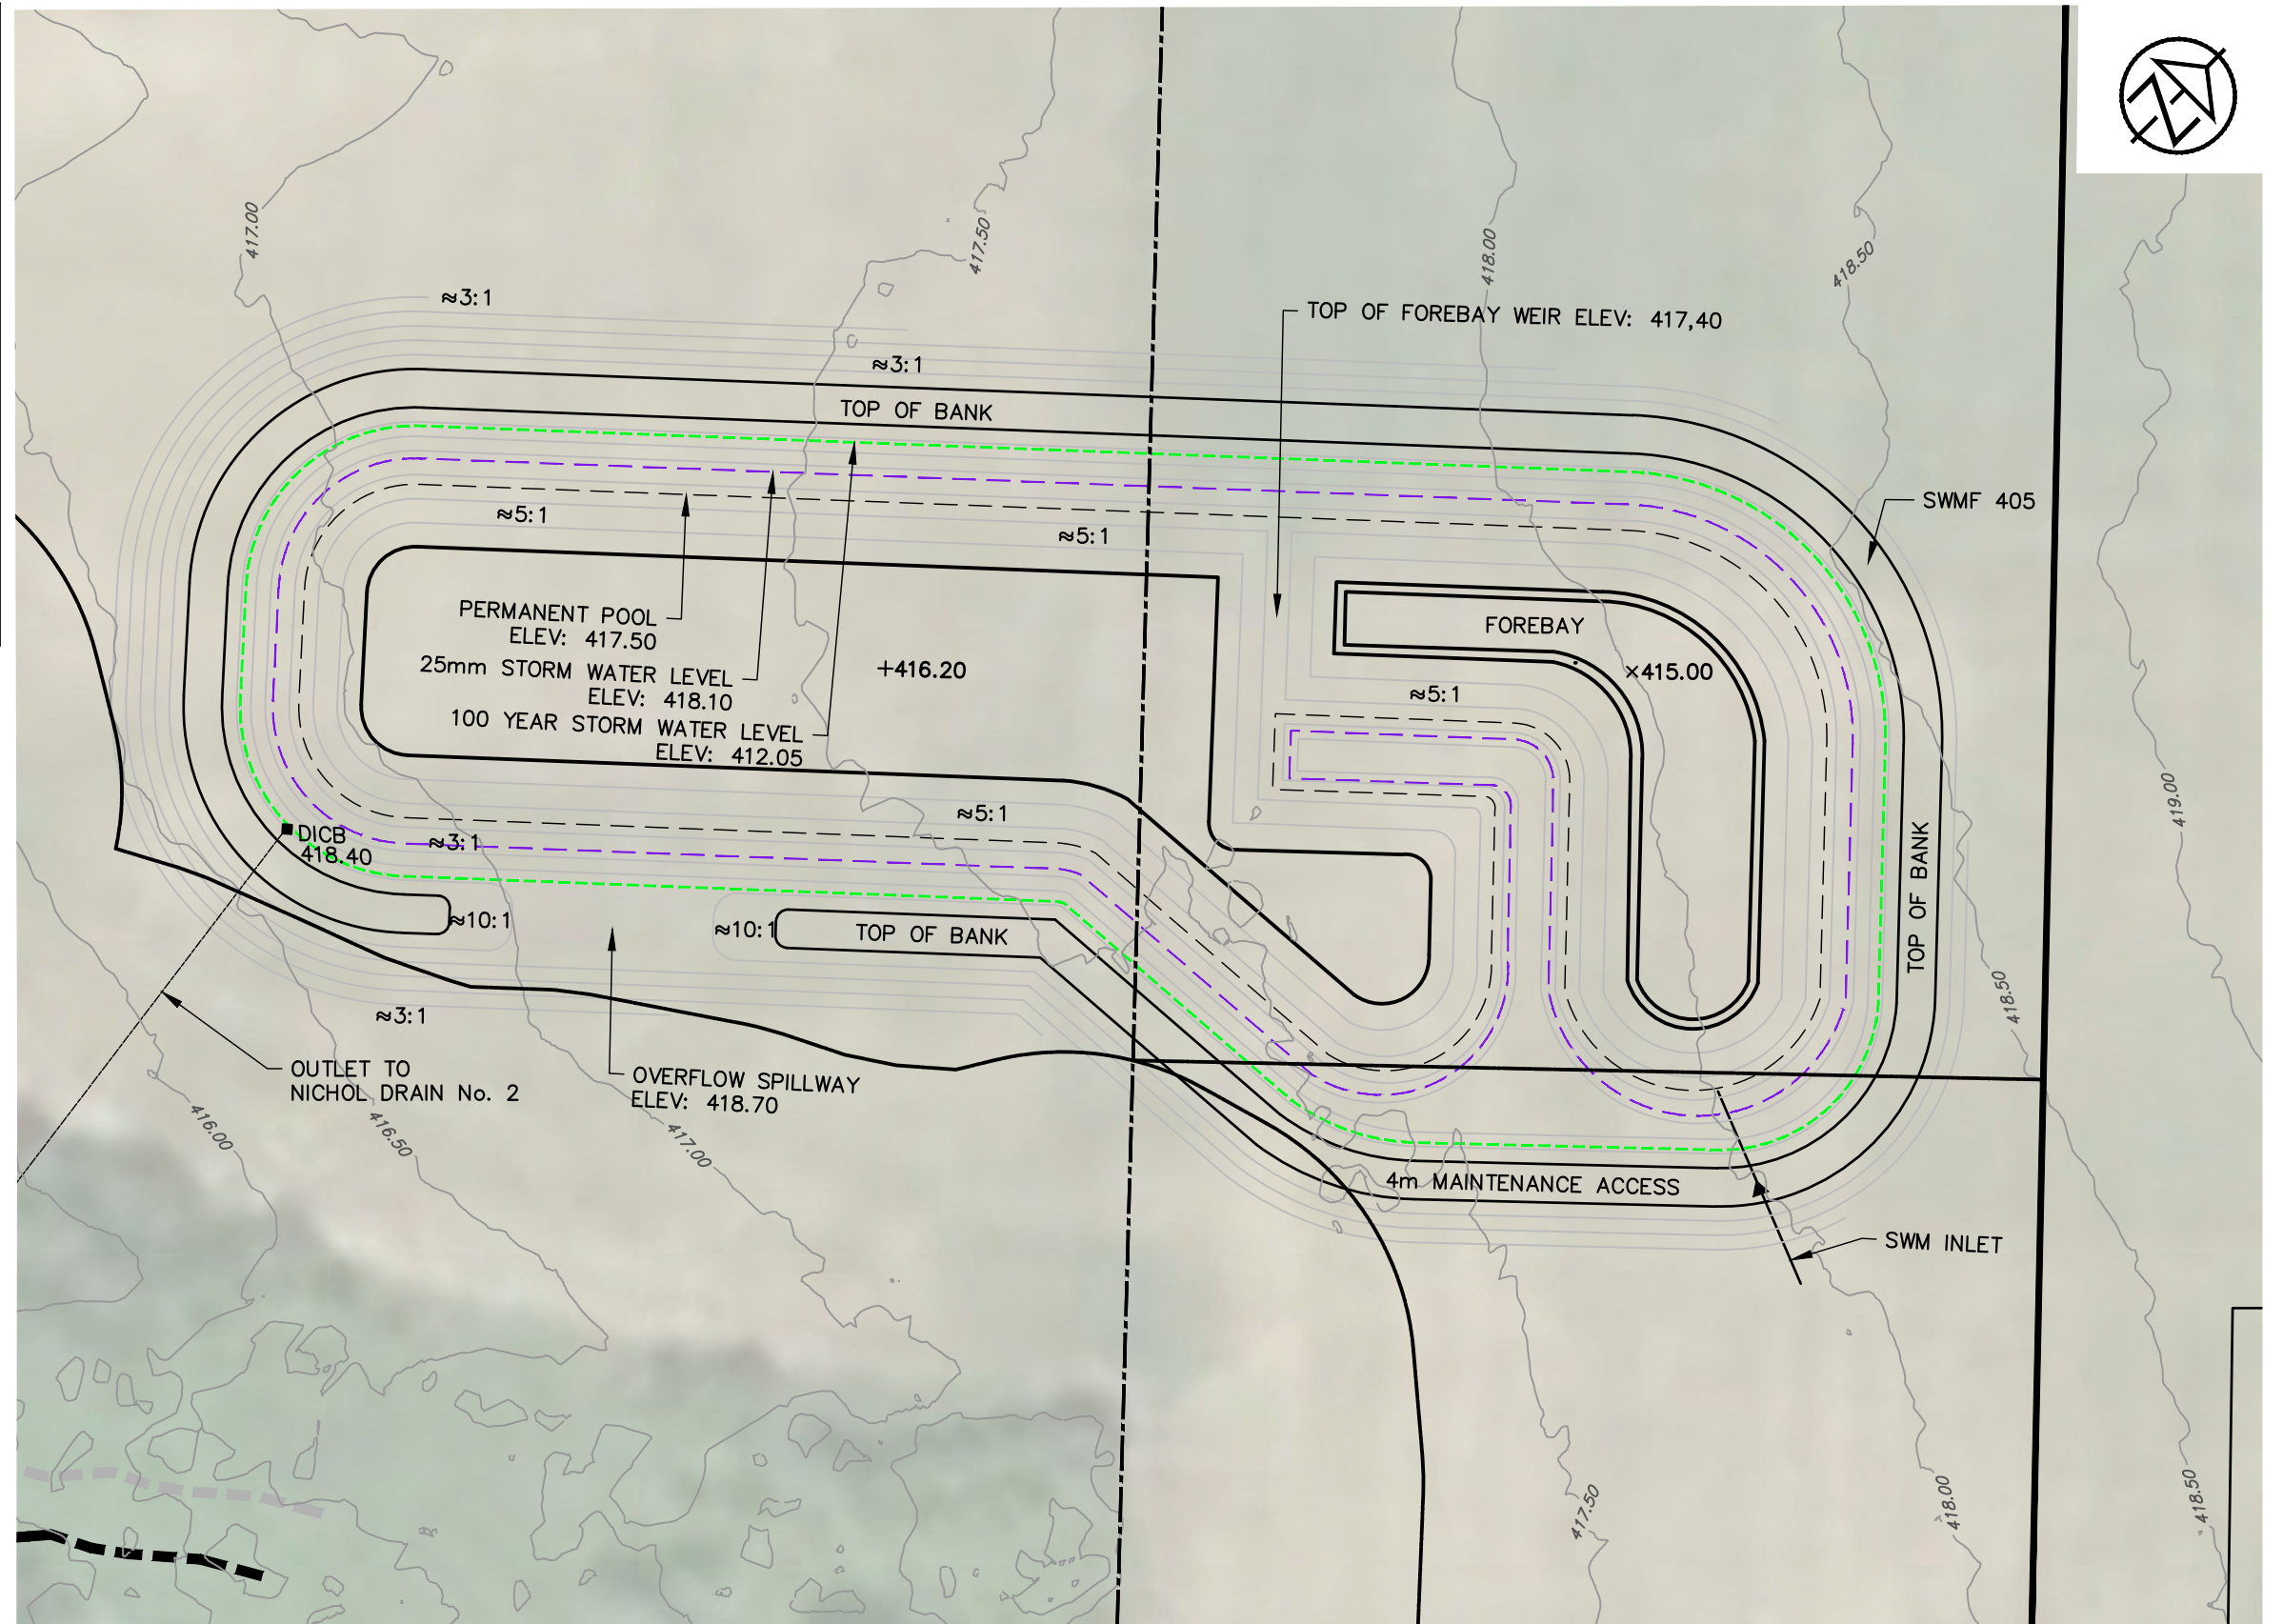 N
417.00
417.50
418.00
418.50
≈3:1
TOP OF FOREBAY WEIR ELEV: 417,40
≈3:1
TOP OF BANK
SWMF 405
≈5:1
≈5:1
PERMANENT POOL
ELEV: 417.50
25mm STORM WATER LEVEL
ELEV: 418.10
100 YEAR STORM WATER LEVEL
ELEV: 412.05
+416.20
FOREBAY
×415.00
≈5:1
419.00
≈5:1
DICB
418.40
≈3:1
≈10:1
≈10:1
TOP OF BANK
TOP OF BANK
418.50
≈3:1
OUTLET TO
NICHOL DRAIN No. 2
OVERFLOW SPILLWAY
ELEV: 418.70
416.00
416.50
417.00
4m MAINTENANCE ACCESS
SWM INLET
417.50
418.00
418.50